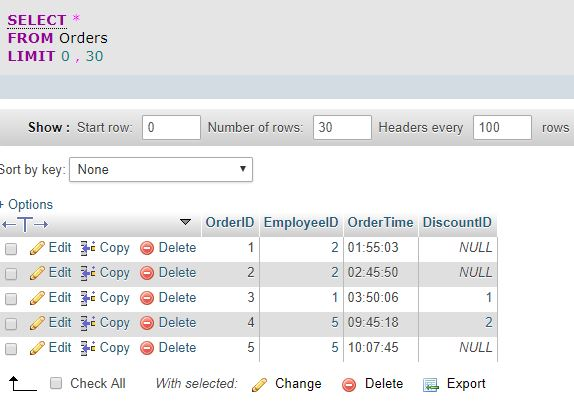 SELECT *
FROM Orders
LIMIT 0 , 30
Show : Start row: 0 Number of rows: 30 Headers every 100 rows
Sort by key: None
+ Options
OrderID EmployeeID OrderTime DiscountID
Edit Copy Delete 1 2 01:55:03 NULL
Edit Copy Delete 2 2 02:45:50 NULL
Edit Copy Delete 3 1 03:50:06 1
Edit Copy Delete 4 5 09:45:18 2
Edit Copy Delete 5 5 10:07:45 NULL
Check All With selected: Change Delete Export